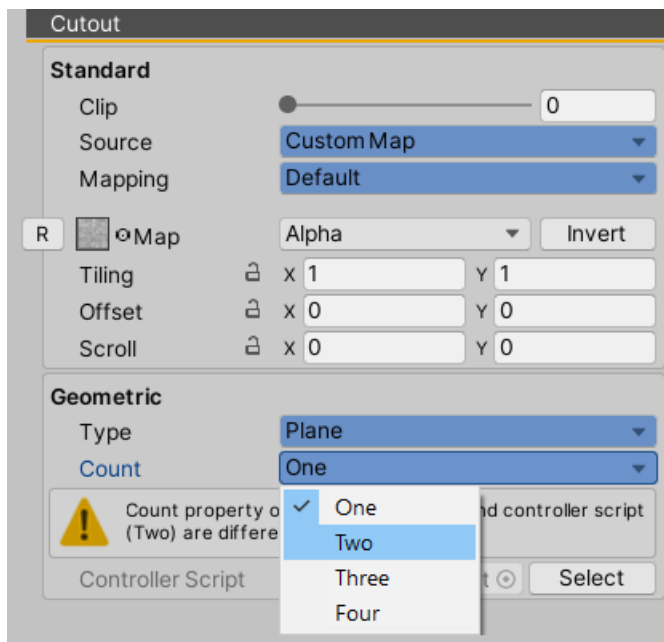 Cutout
Standard
Clip 0
Source Custom Map
Mapping Default
R Map Alpha Invert
Tiling X 1 Y 1
Offset X 0 Y 0
Scroll X 0 Y 0
Geometric
Type Plane
Count One
Count property o nd controller script
(Two) are differe
One
Two
Three
Four
Controller Script t Select